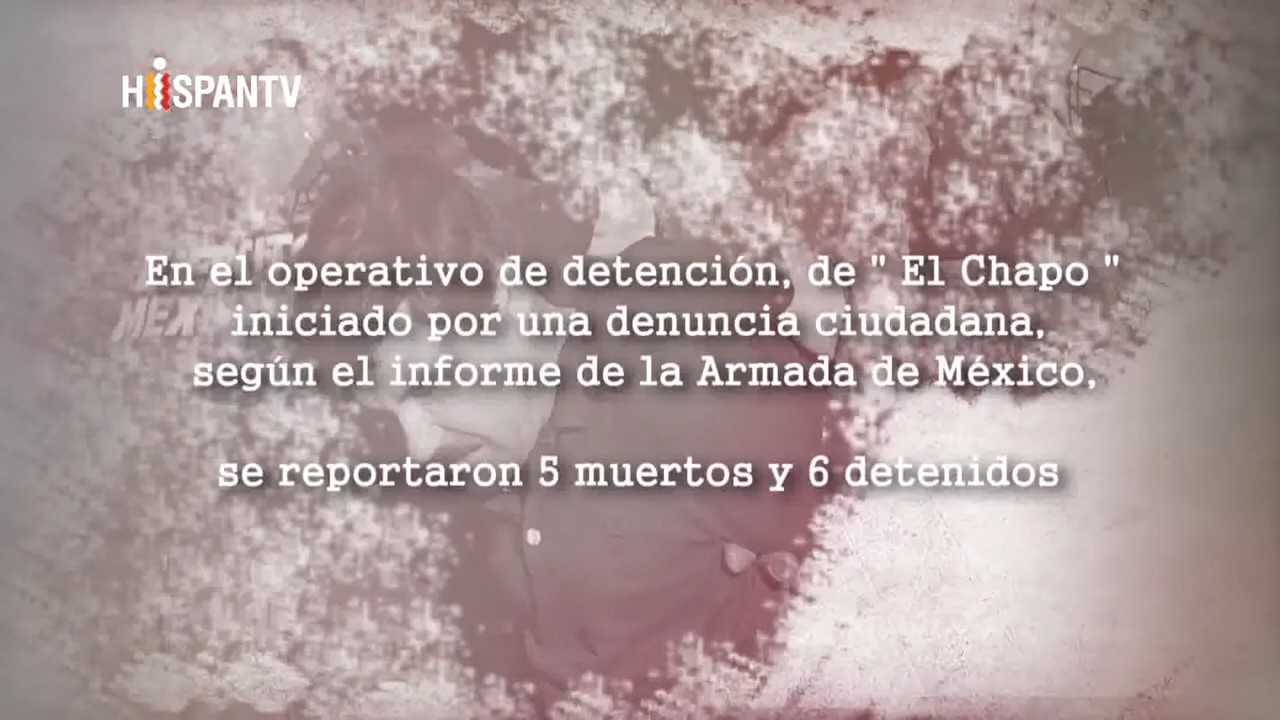 HISPANTV
En el operativo de detención, de " El Chapo "
iniciado por una denuncia ciudadana,
según el informe de la Armada de México,
se reportaron 5 muertos y 6 detenidos